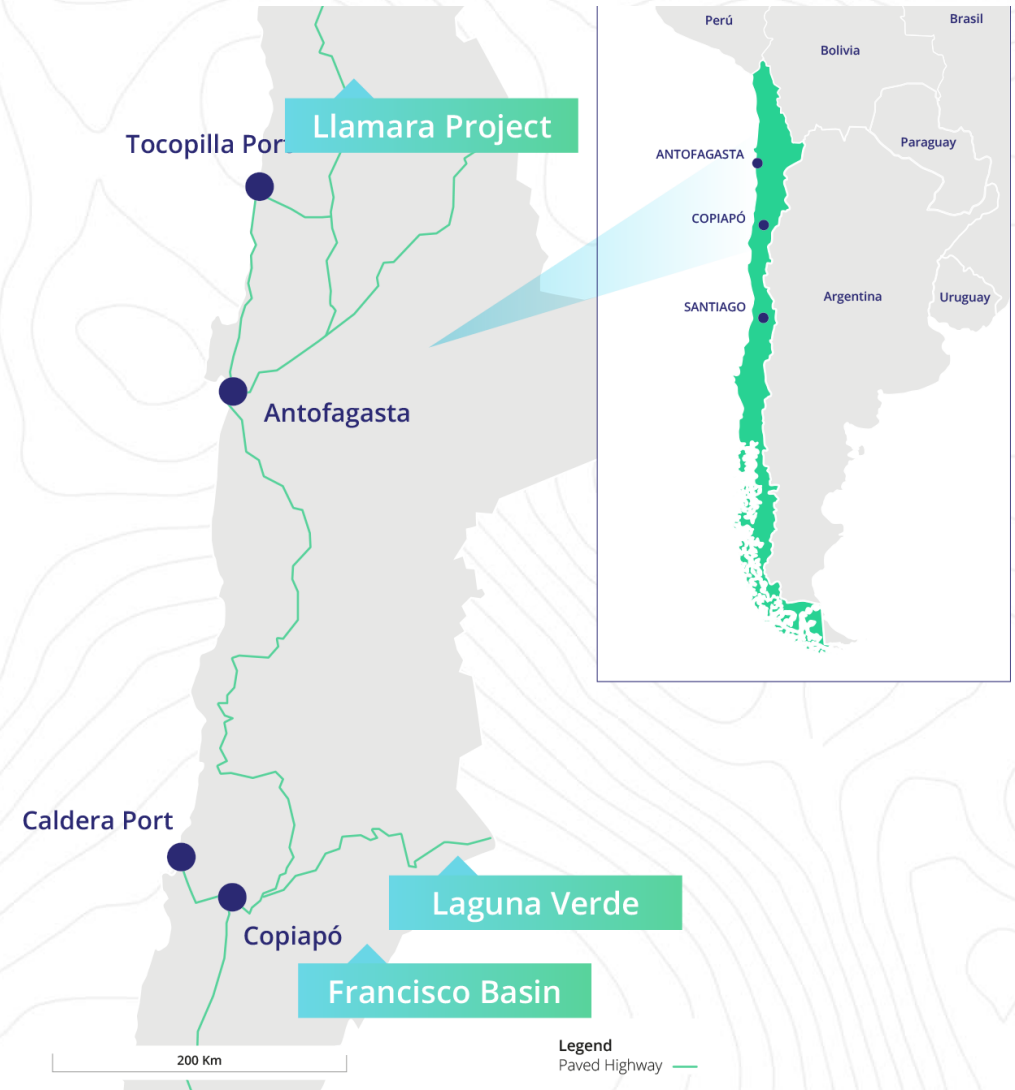 Perú
Brasil
Bolivia
Llamara Project
Tocopilla Port
Paraguay
ANTOFAGASTA
COPIAPÓ
Argentina
Uruguay
SANTIAGO
Antofagasta
Caldera Port
Laguna Verde
Copiapó
Francisco Basin
Legend
200 Km
Paved Highway